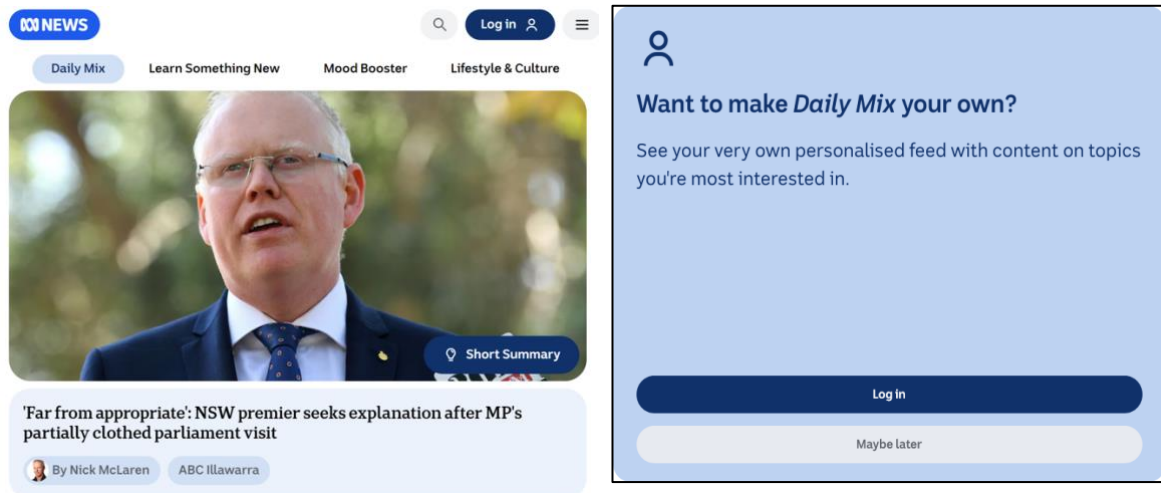 NEWS
Log in
Daily Mix
Learn Something New
Mood Booster
Lifestyle & Culture
Short Summary
'Far from appropriate': NSW premier seeks explanation after MP's
partially clothed parliament visit
By Nick McLaren
ABC Illawarra
Want to make Daily Mix your own?
See your very own personalised feed with content on topics
you're most interested in.
Log in
Maybe later